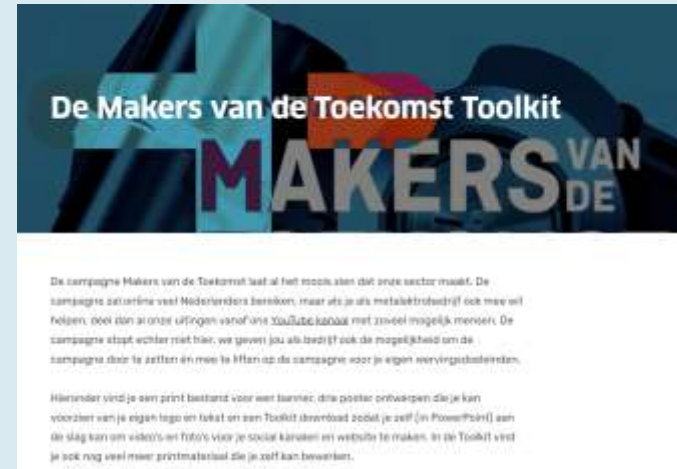 De Makers van de Toekomst Toolkit
MAKERS VAN
DE
De campagne Makers van de Toekomst laat al het moois zien dat onze sector maakt. De
campagne zal online veel Nederlanders bereiken, maar als je als metalektrobedrijf ook mee wil
helpen, deel dan al onze uitingen vanaf ons YouTube kanaal met zoveel mogelijk mensen. De
campagne stopt echter niet hier, we geven jou als bedrijf ook de mogelijkheid om de
campagne door te zetten én mee te liften op de campagne voor je eigen wervingsdoeleinden.
Hieronder vind je een print bestand voor een banner, drie poster ontwerpen die je kan
voorzien van je eigen logo en tekst en een Toolkit download zodat je zelf (in PowerPoint) aan
de slag kan om video's en foto's voor je social kanalen en website te maken. In de Toolkit vind
je ook nog veel meer printmateriaal die je zelf kan bewerken.